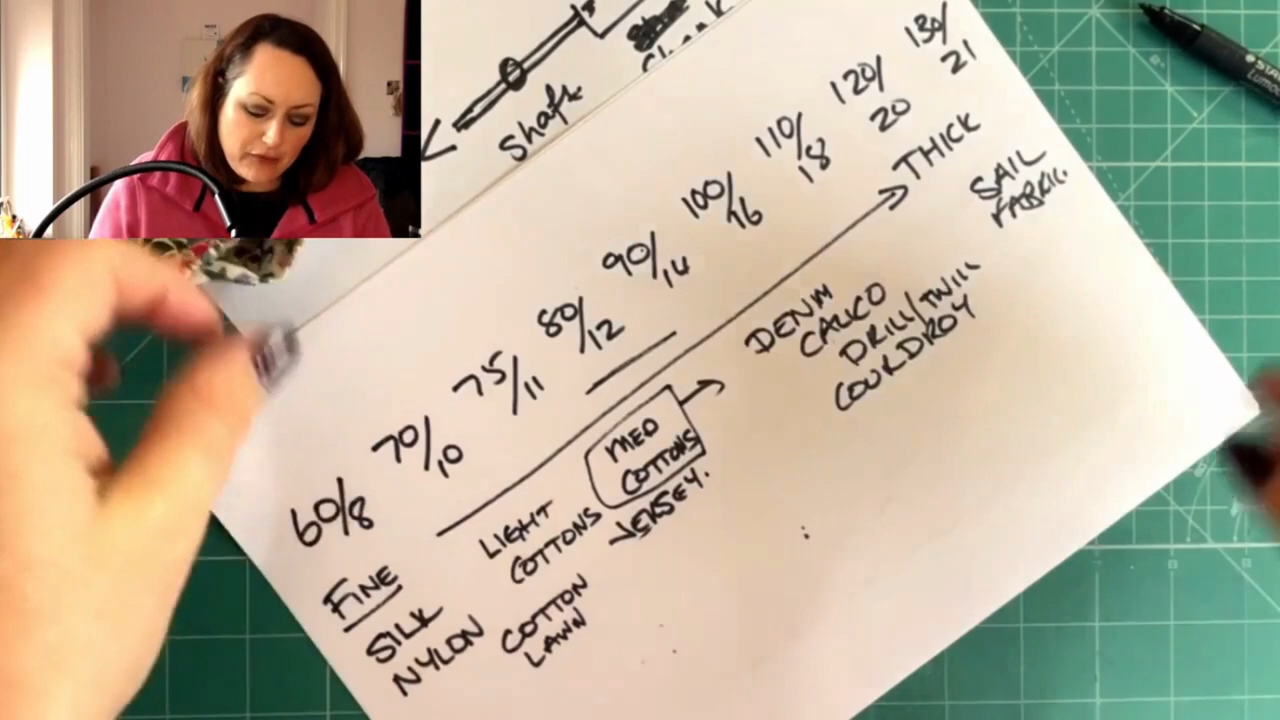 Shaft
Shank
60/8
70/10
75/11
80/12
90/14
100/16
110/18
120/20
130/21
THICK
FINE
SILK
NYLON
LIGHT
COTTONS
COTTON
LAWN
MED
COTTONS
JERSEY.
DENIM
CALICO
DRILL/TWILL
COURDROY
SAIL
FABRIC.